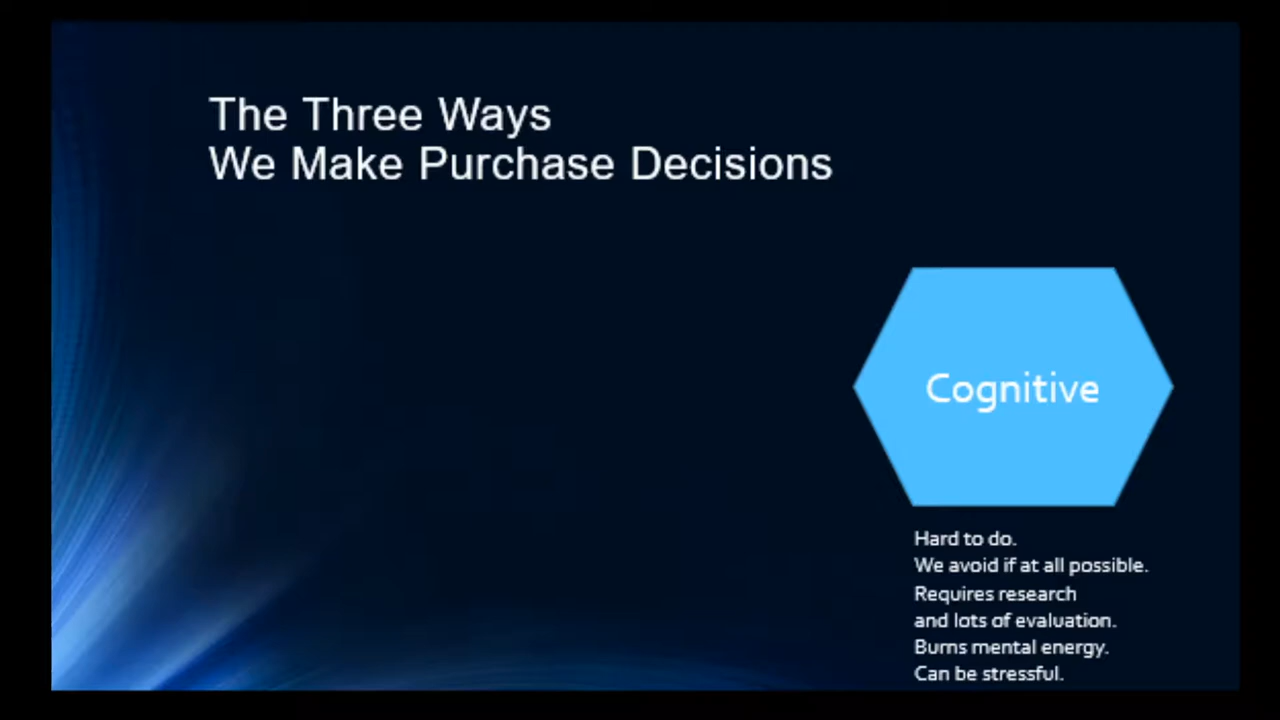 The Three Ways
We Make Purchase Decisions
Cognitive
Hard to do.
We avoid if at all possible.
Requires research
and lots of evaluation.
Burns mental energy.
Can be stressful.